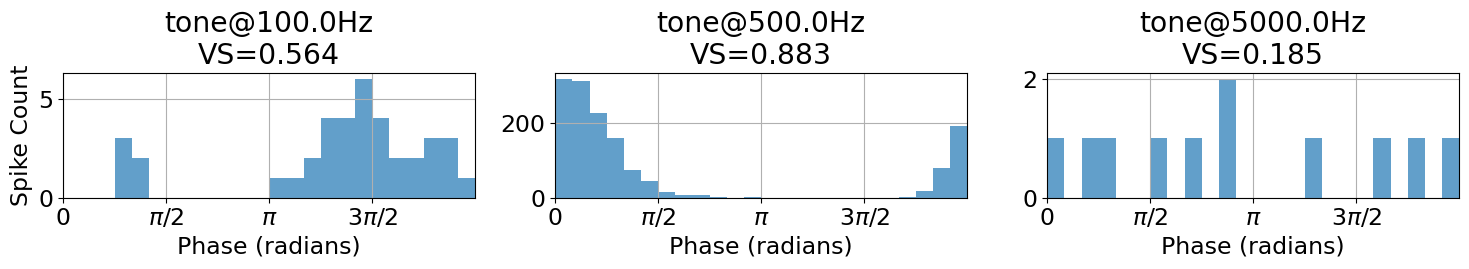 tone@100.0Hz
VS=0.564
5
0
Spike Count
0 π/2 π 3π/2
Phase (radians)
tone@500.0Hz
VS=0.883
200
0
0 π/2 π 3π/2
Phase (radians)
tone@5000.0Hz
VS=0.185
2
0
0 π/2 π 3π/2
Phase (radians)